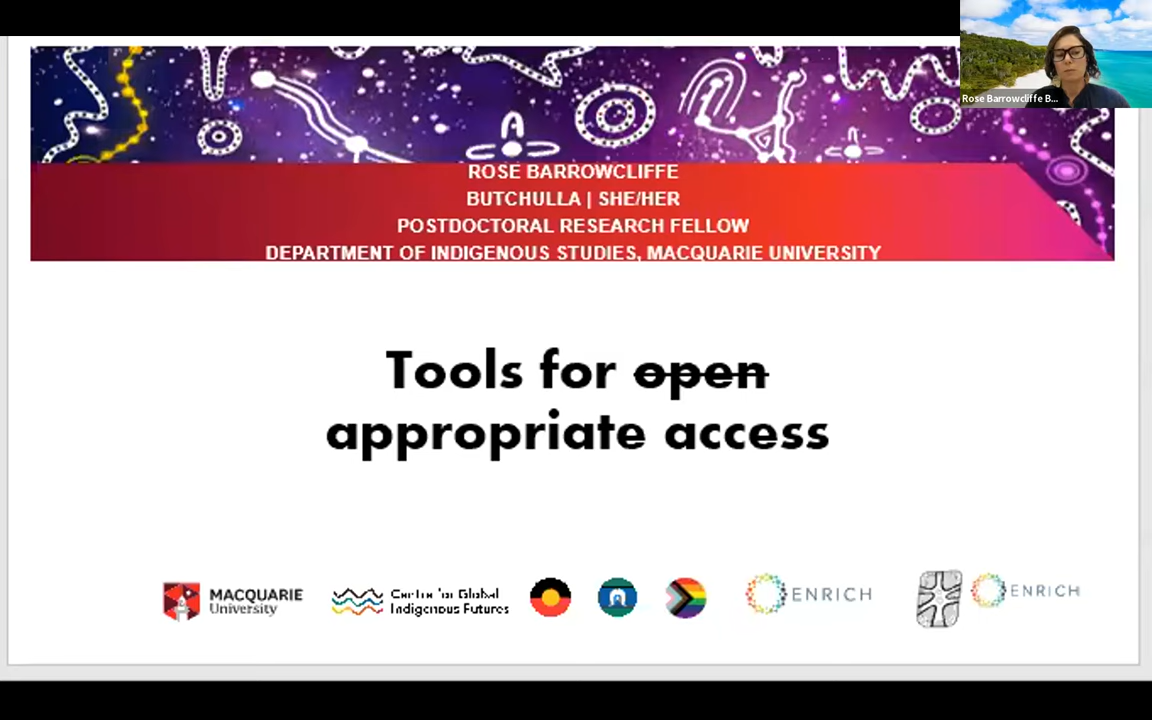 Rose Barrowcliffe B...
ROSE BARROWCLIFFE
BUTCHULLA | SHE/HER
POSTDOCTORAL RESEARCH FELLOW
DEPARTMENT OF INDIGENOUS STUDIES, MACQUARIE UNIVERSITY
Tools for open
appropriate access
MACQUARIE
University
Centre for Global
Indigenous Futures
ENRICH
ENRICH